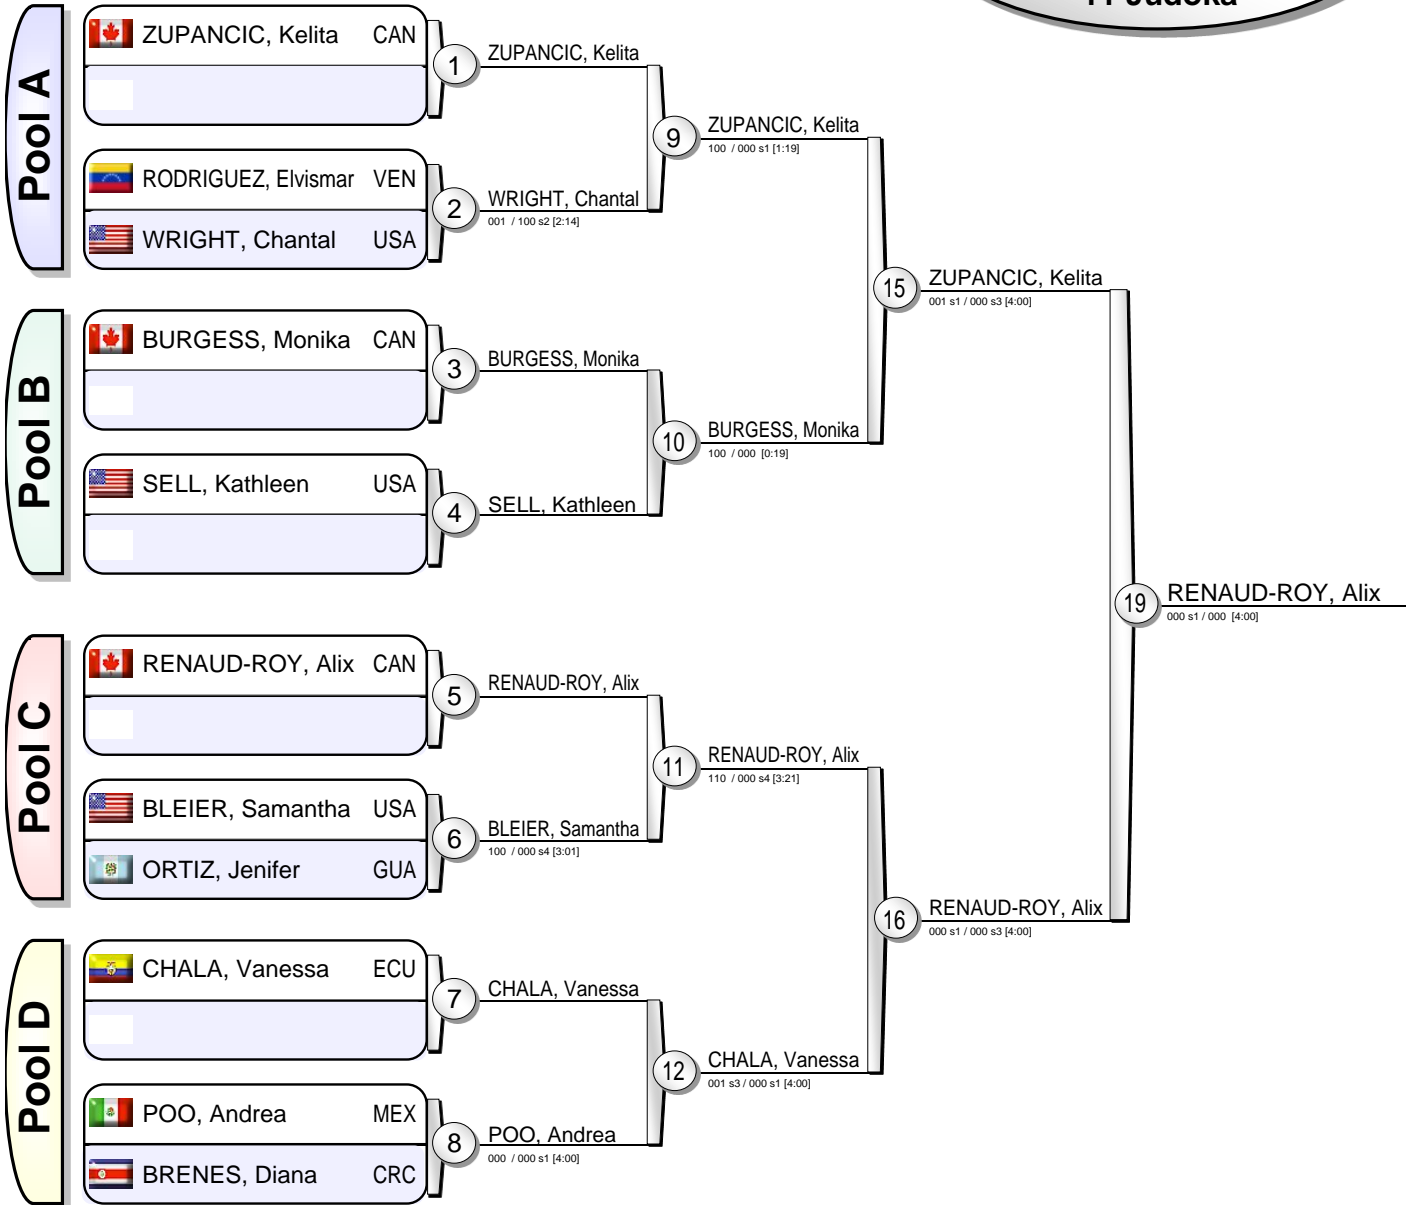 11 Judoka
Pool A
ZUPANCIC, Kelita CAN
1
ZUPANCIC, Kelita
RODRIGUEZ, Elvismar VEN
WRIGHT, Chantal USA
2
WRIGHT, Chantal
001 / 100 s2 [2:14]
9
ZUPANCIC, Kelita
100 / 000 s1 [1:19]
Pool B
BURGESS, Monika CAN
3
BURGESS, Monika
SELL, Kathleen USA
4
SELL, Kathleen
10
BURGESS, Monika
100 / 000 [0:19]
15
ZUPANCIC, Kelita
001 s1 / 000 s3 [4:00]
Pool C
RENAUD-ROY, Alix CAN
5
RENAUD-ROY, Alix
BLEIER, Samantha USA
ORTIZ, Jenifer GUA
6
BLEIER, Samantha
100 / 000 s4 [3:01]
11
RENAUD-ROY, Alix
110 / 000 s4 [3:21]
Pool D
CHALA, Vanessa ECU
7
CHALA, Vanessa
POO, Andrea MEX
BRENES, Diana CRC
8
POO, Andrea
000 / 000 s1 [4:00]
12
CHALA, Vanessa
001 s3 / 000 s1 [4:00]
16
RENAUD-ROY, Alix
000 s1 / 000 s3 [4:00]
19
RENAUD-ROY, Alix
000 s1 / 000 [4:00]